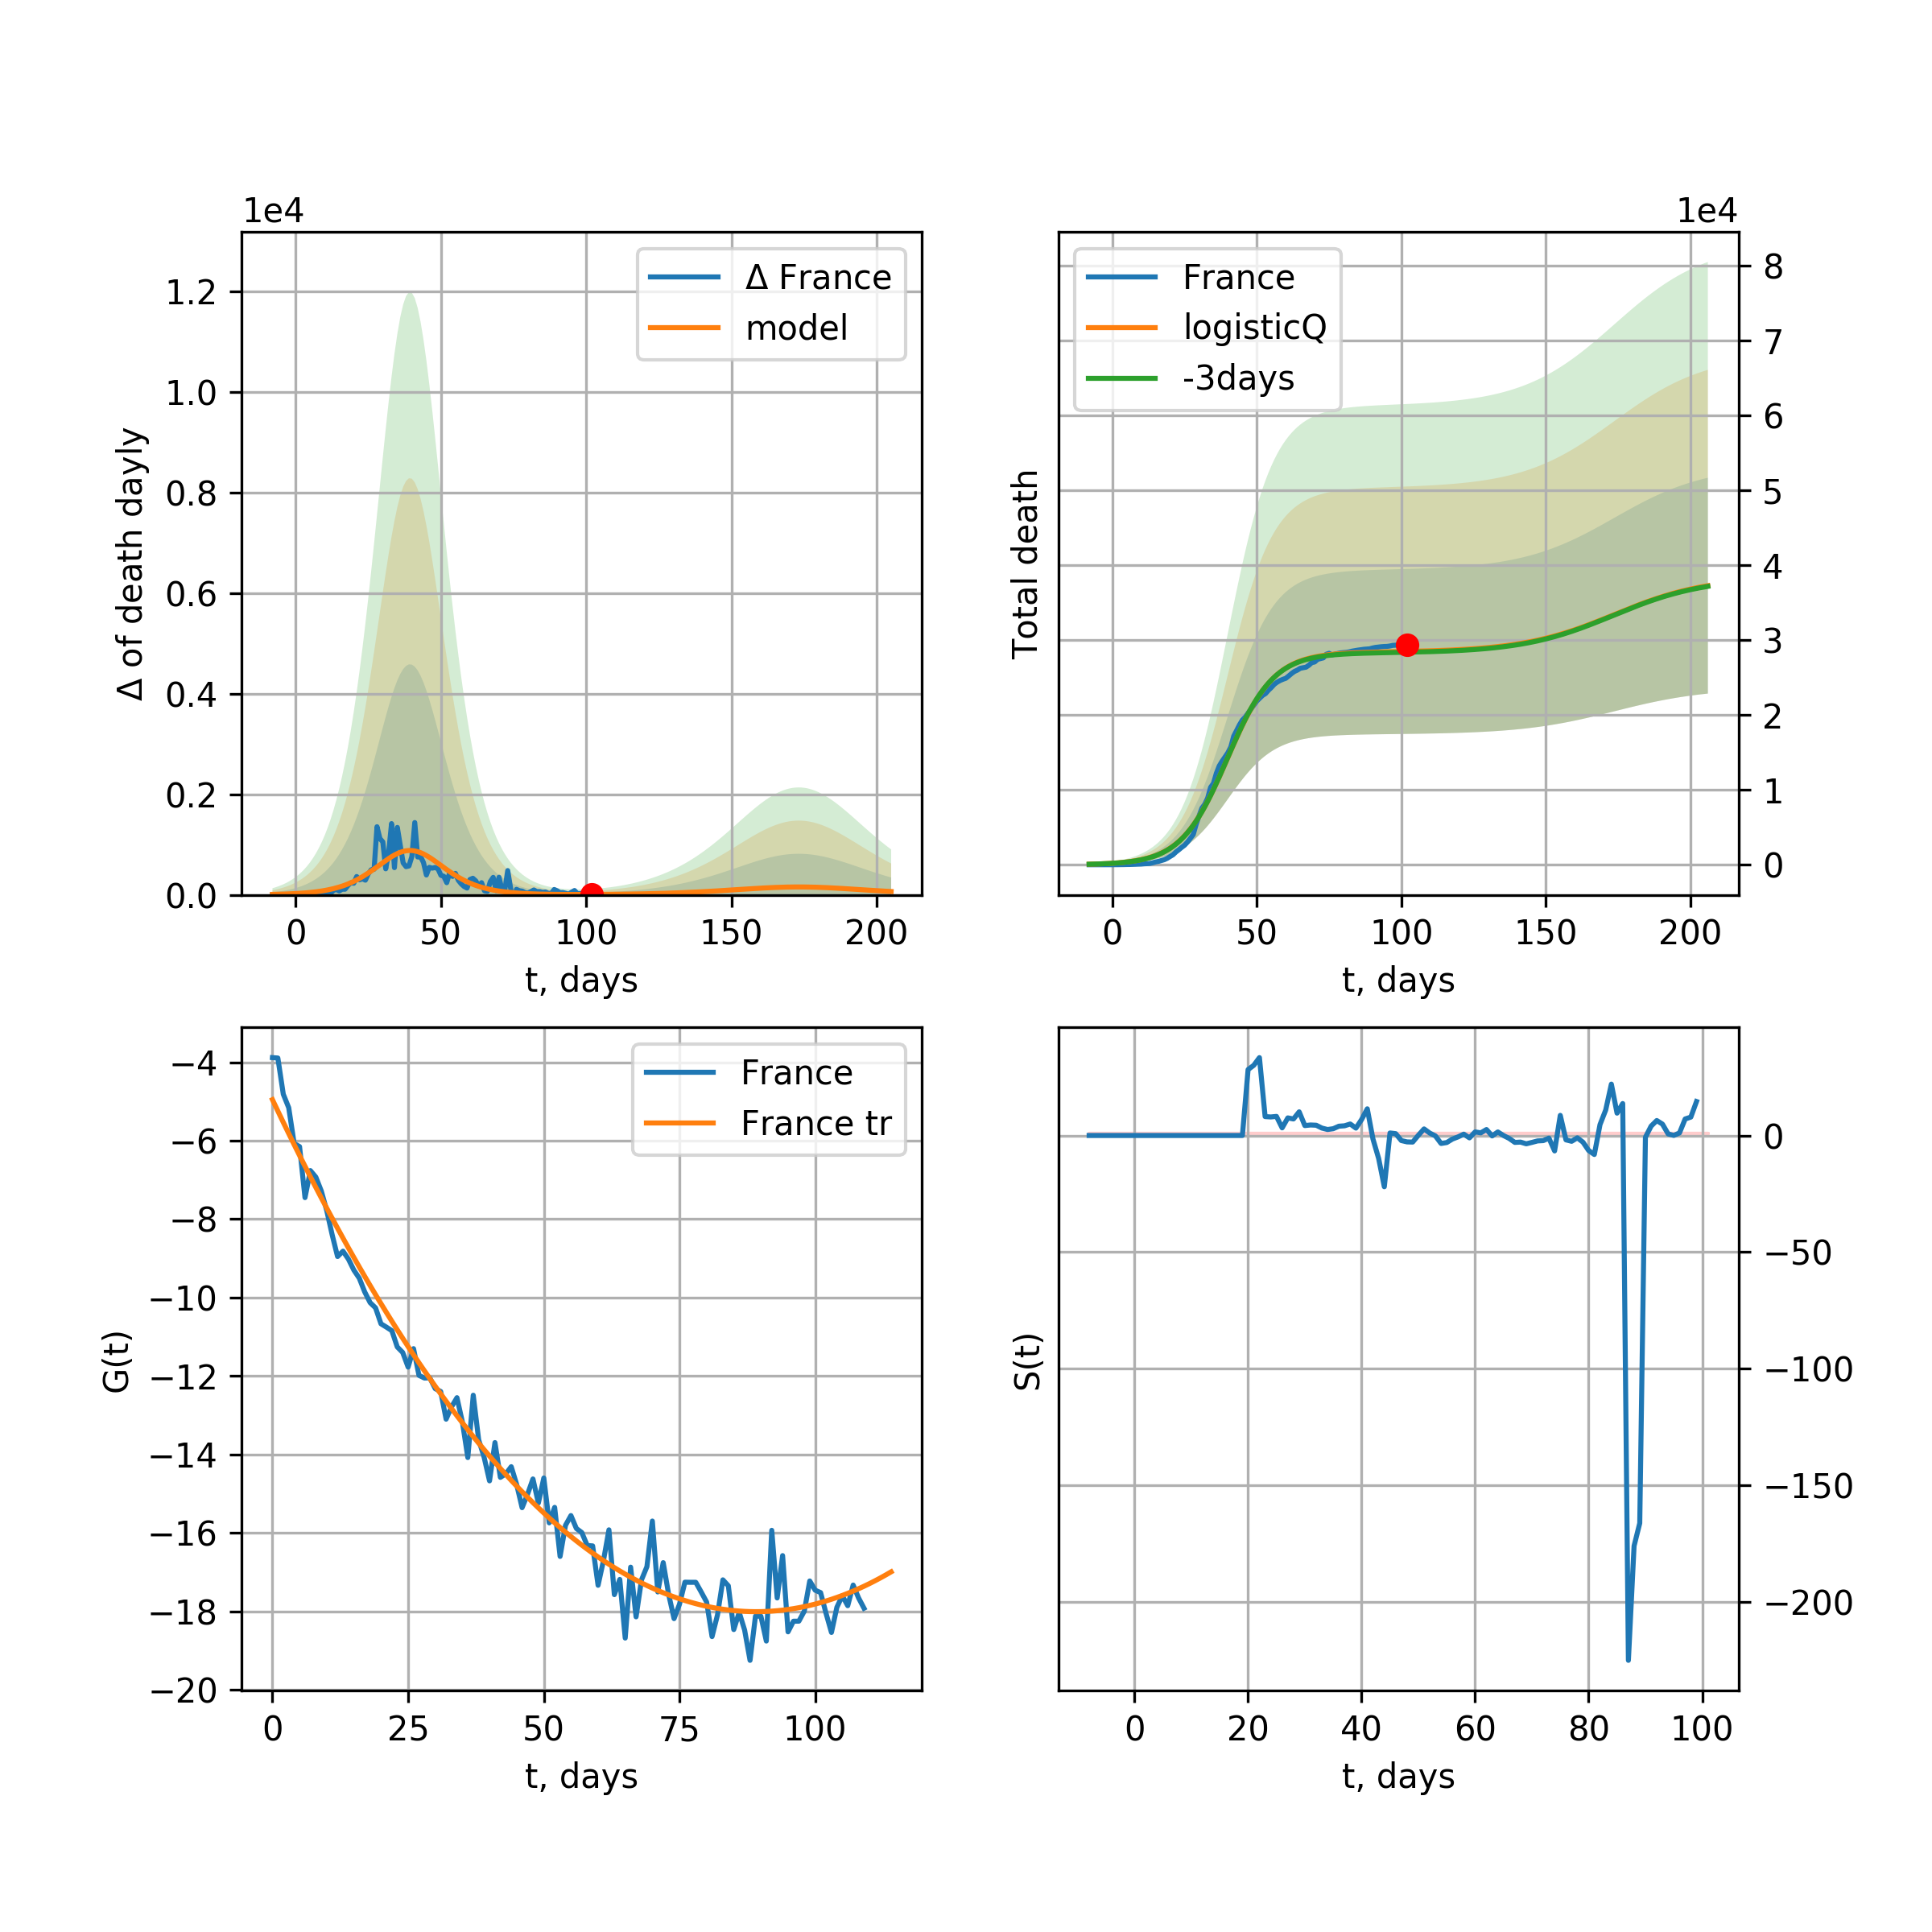 1e4
Δ of death dayly
1.2
1.0
0.8
0.6
0.4
0.2
0.0
Δ France
model
0 50 100 150 200
t, days
1e4
Total death
France
logisticQ
-3days
8
7
6
5
4
3
2
1
0
0 50 100 150 200
t, days
G(t)
−4
−6
−8
−10
−12
−14
−16
−18
−20
France
France tr
0 25 50 75 100
t, days
S(t)
0
−50
−100
−150
−200
0 20 40 60 80 100
t, days